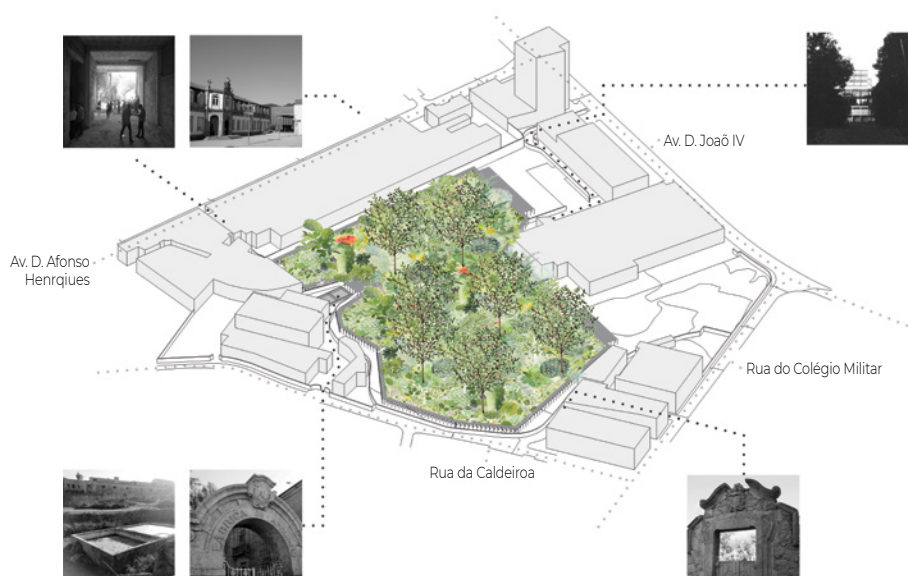 Av. D. Joaõ IV
Av. D. Afonso
Henrqiues
Rua do Colégio Militar
Rua da Caldeiroa